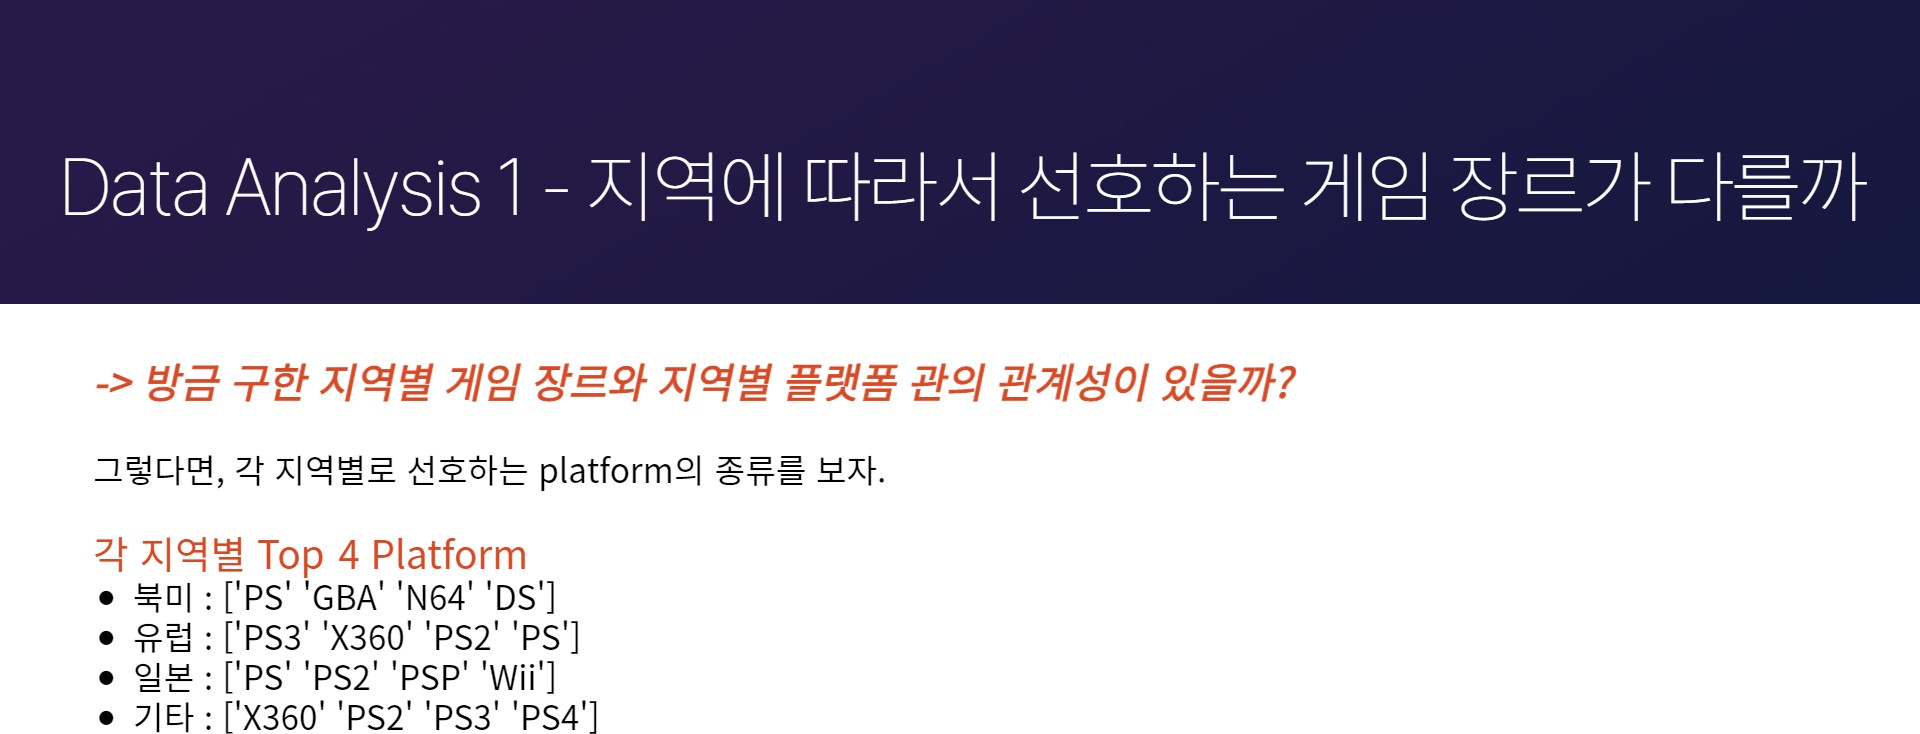 Data Analysis 1 - 지역에 따라서 선호하는 게임 장르가 다를까
-> 방금 구한 지역별 게임 장르와 지역별 플랫폼 관의 관계성이 있을까?
그렇다면, 각 지역별로 선호하는 platform의 종류를 보자.
각 지역별 Top 4 Platform
● 북미 : ['PS' 'GBA' 'N64' 'DS']
● 유럽 : ['PS3' 'X360' 'PS2' 'PS']
● 일본 : ['PS' 'PS2' 'PSP' 'Wii']
● 기타 : ['X360' 'PS2' 'PS3' 'PS4']